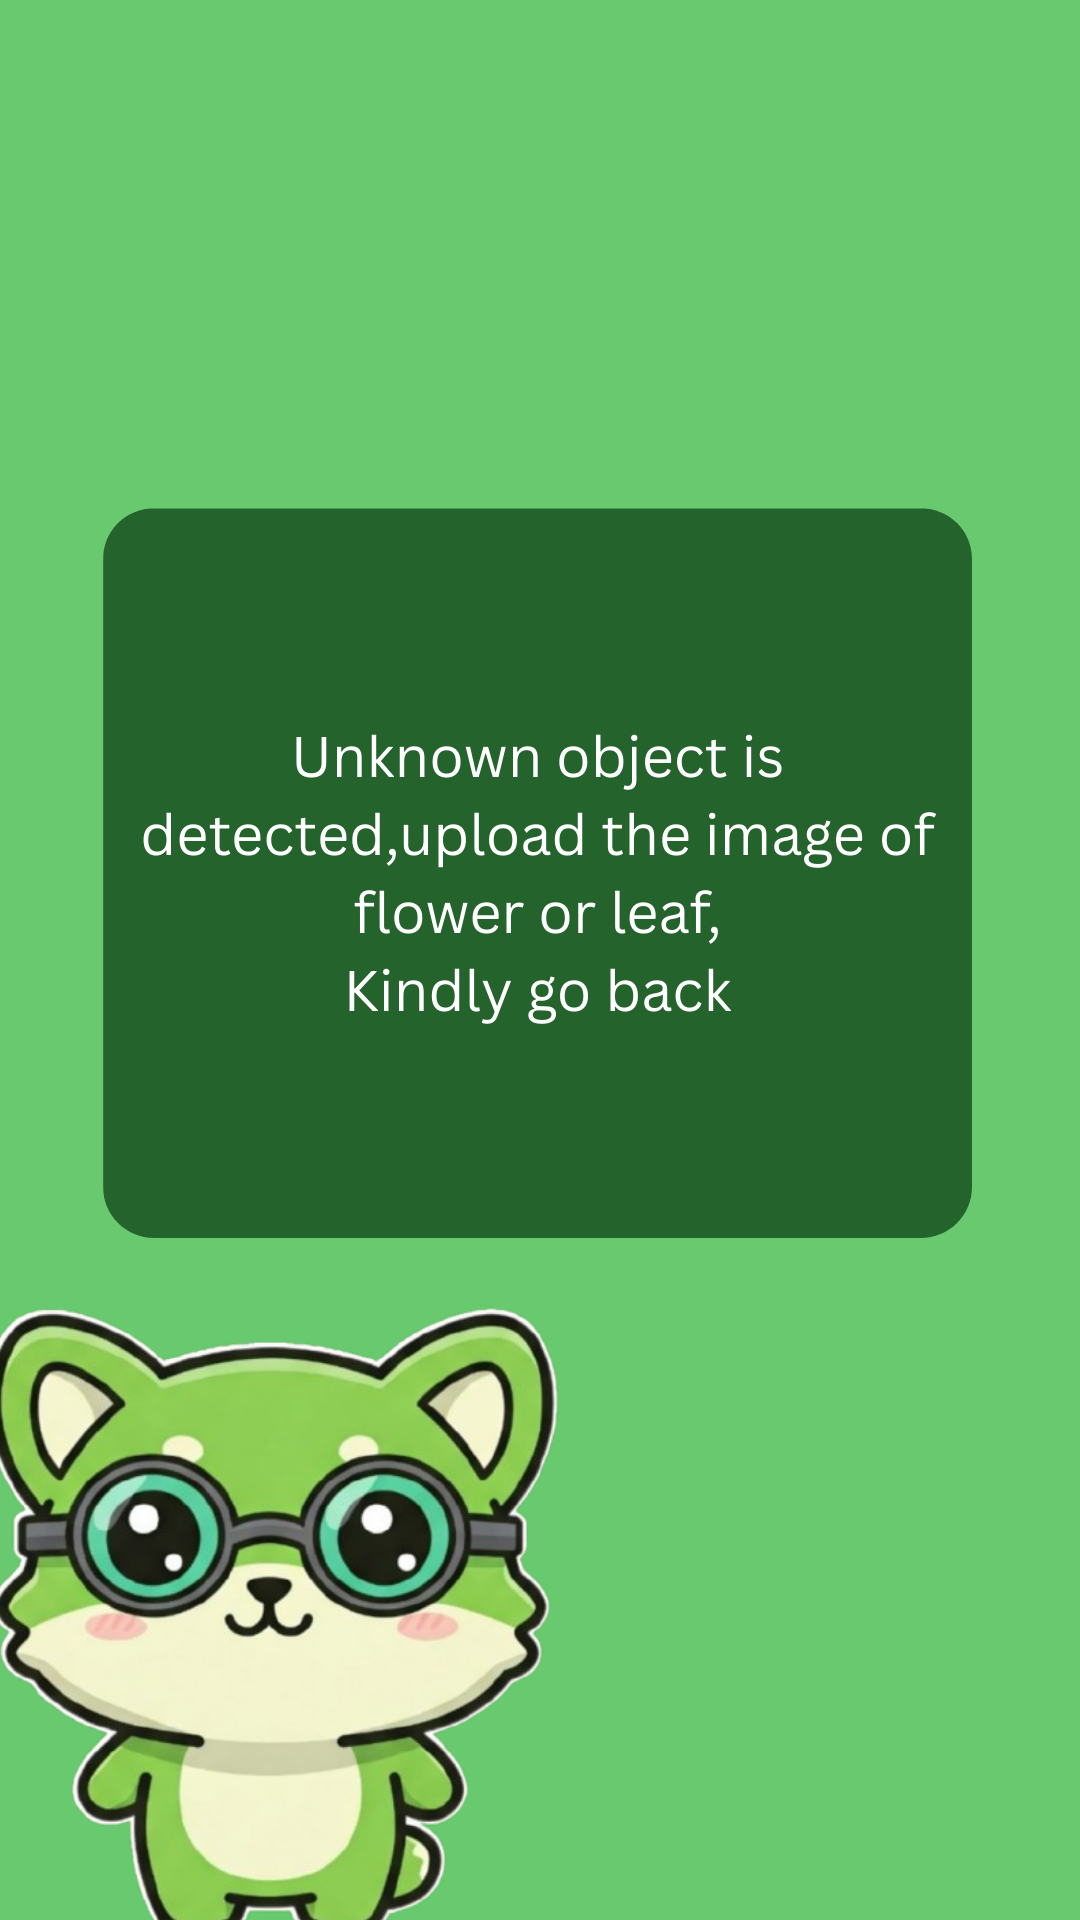 Unknown object is
detected,upload the image of
flower or leaf,
Kindly go back